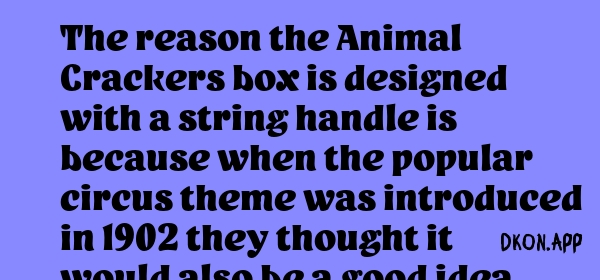 The reason the Animal
Crackers box is designed
with a string handle is
because when the popular
circus theme was introduced
in 1902 they thought it
DKON.APP
would also be a good idea